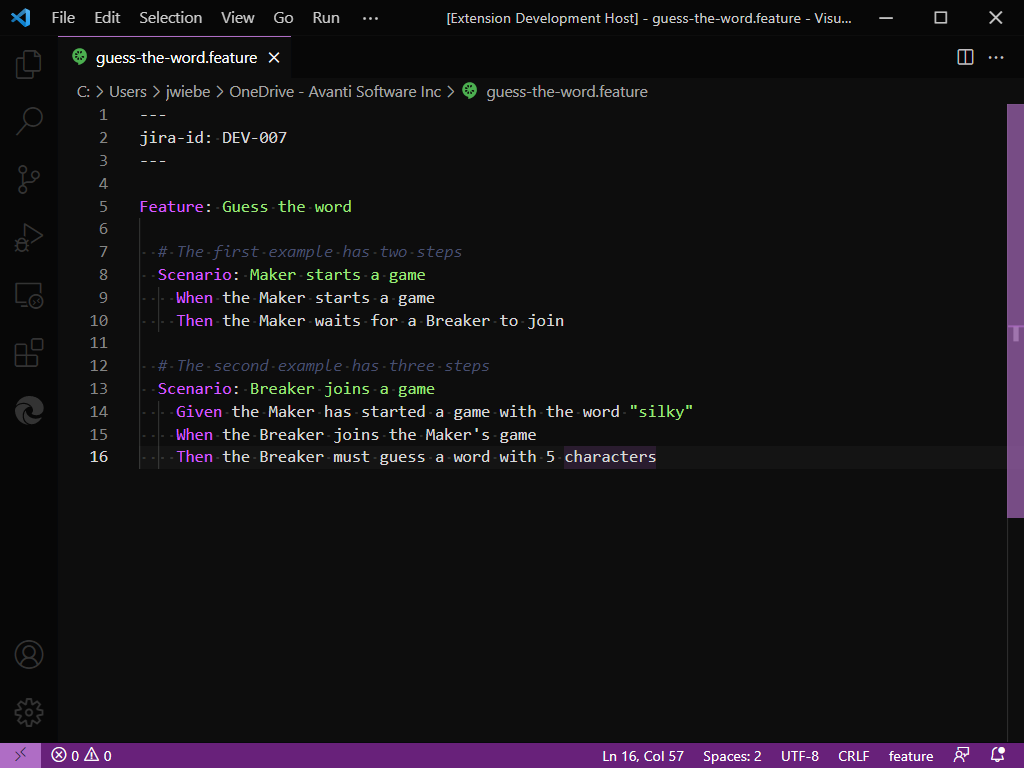 File Edit Selection View Go Run ··· [Extension Development Host] - guess-the-word.feature - Visu...
guess-the-word.feature
C: > Users > jwiebe > OneDrive - Avanti Software Inc > guess-the-word.feature
1 ---
2 jira-id: DEV-007
3 ---
4
5 Feature: Guess the word
6
7 # The first example has two steps
8 Scenario: Maker starts a game
9 When the Maker starts a game
10 Then the Maker waits for a Breaker to join
11
12 # The second example has three steps
13 Scenario: Breaker joins a game
14 Given the Maker has started a game with the word "silky"
15 When the Breaker joins the Maker's game
16 Then the Breaker must guess a word with 5 characters
0 0 Ln 16, Col 57 Spaces: 2 UTF-8 CRLF feature